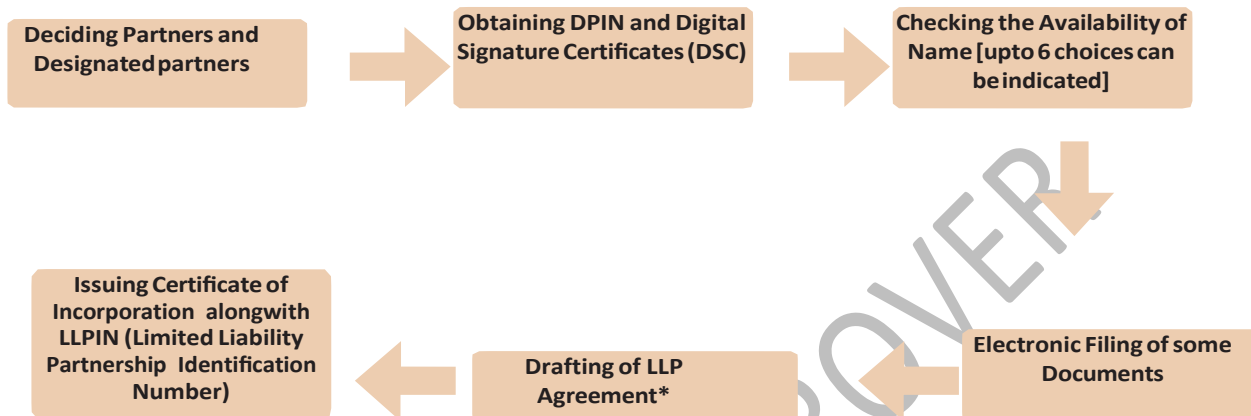 Deciding Partners and
Designated partners
Obtaining DPIN and Digital
Signature Certificates (DSC)
Checking the Availability of
Name [upto 6 choices can
be indicated]
Electronic Filing of some
Documents
Drafting of LLP
Agreement*
Issuing Certificate of
Incorporation alongwith
LLPIN (Limited Liability
Partnership Identification
Number)
OVER